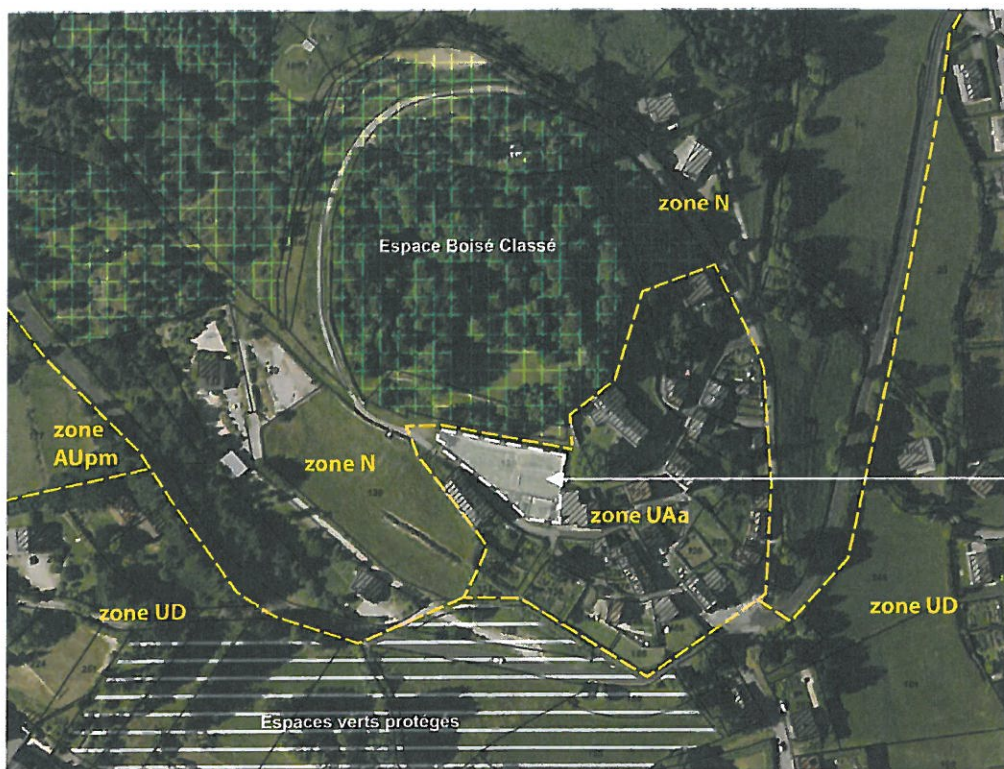 zone N
Espace Boisé Classé
zone
AUpm
zone N
zone UAa
zone UD
zone UD
Espaces verts protégés